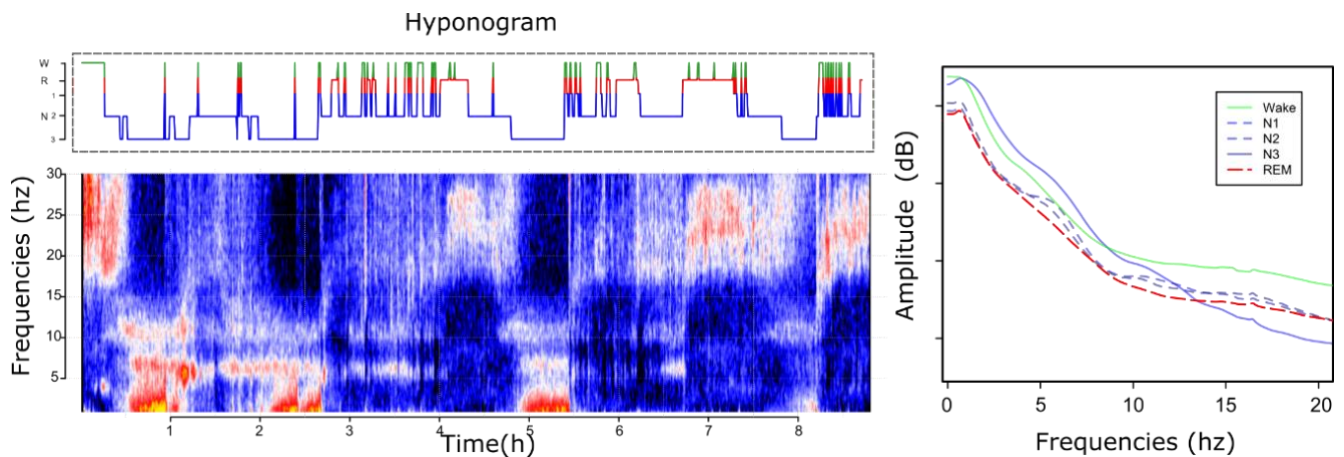 Hyponogram
W
R
1
N 2
3
Frequencies (hz)
30
25
20
15
10
5
1 2 3 4 5 6 7 8
Time(h)
Amplitude (dB)
Wake
N1
N2
N3
REM
0 5 10 15 20
Frequencies (hz)